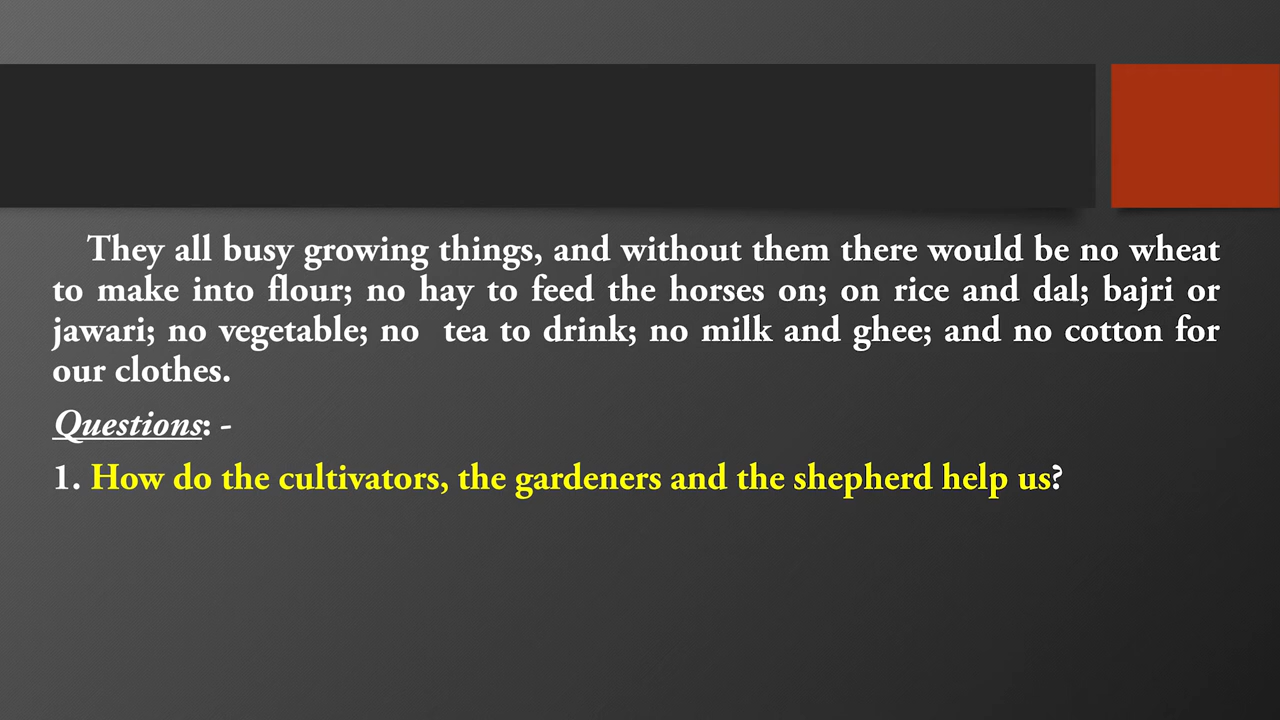 They all busy growing things, and without them there would be no wheat
to make into flour; no hay to feed the horses on; on rice and dal; bajri or
jawari; no vegetable; no tea to drink; no milk and ghee; and no cotton for
our clothes.
Questions: -
1. How do the cultivators, the gardeners and the shepherd help us?